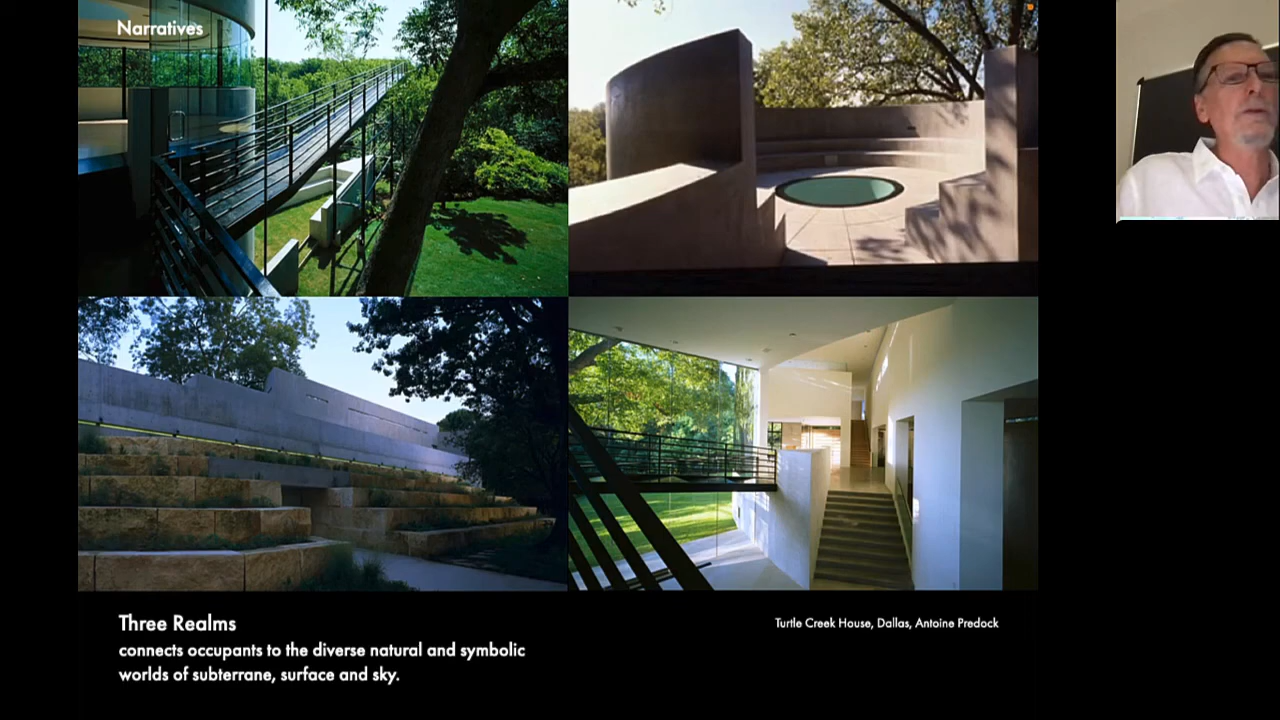 Narratives
Three Realms
connects occupants to the diverse natural and symbolic
worlds of subterrane, surface and sky.
Turtle Creek House, Dallas, Antoine Predock